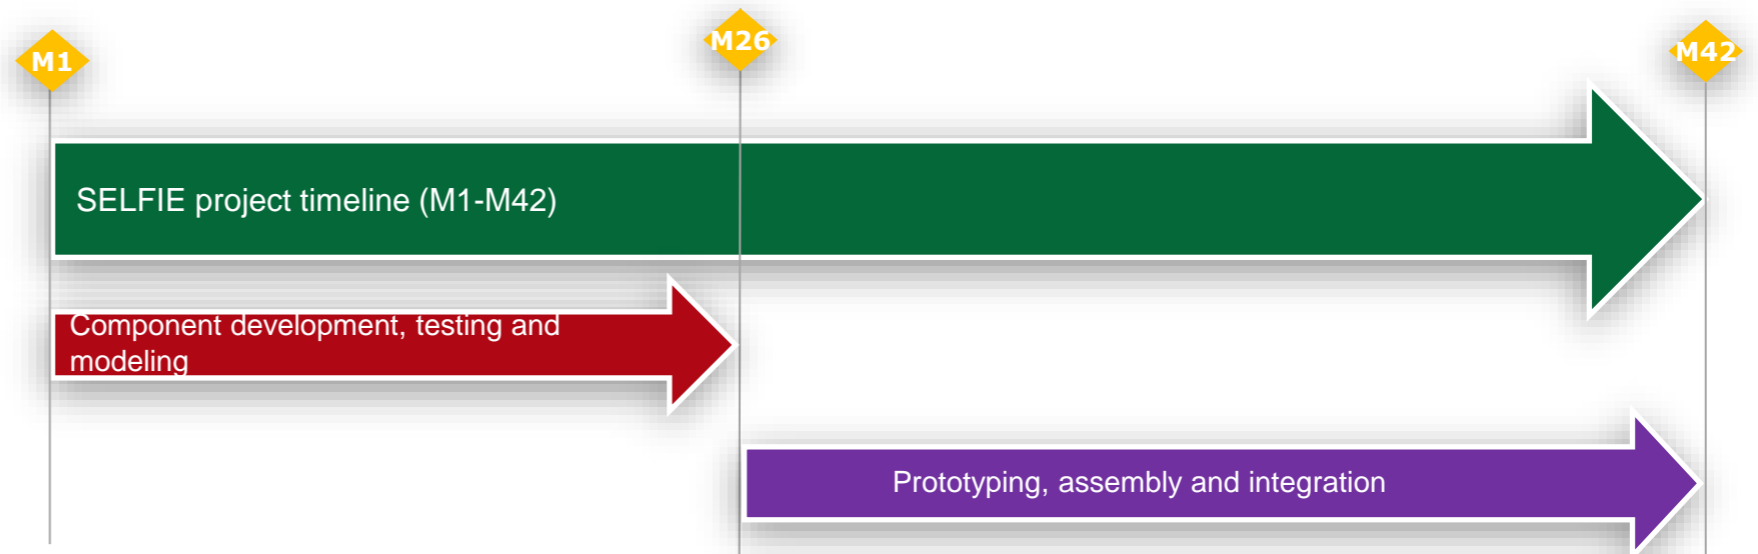 M1
M26
M42
SELFIE project timeline (M1-M42)
Component development, testing and
modeling
Prototyping, assembly and integration